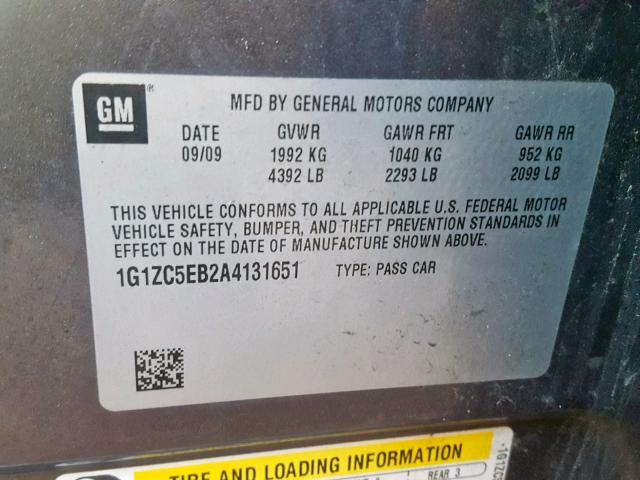 GM
MFD BY GENERAL MOTORS COMPANY
DATE GVWR GAWR FRT GAWR RR
09/09 1992 KG 1040 KG 952 KG
4392 LB 2293 LB 2099 LB
THIS VEHICLE CONFORMS TO ALL APPLICABLE U.S. FEDERAL MOTOR
VEHICLE SAFETY, BUMPER, AND THEFT PREVENTION STANDARDS IN
EFFECT ON THE DATE OF MANUFACTURE SHOWN ABOVE.
1G1ZC5EB2A4131651 TYPE: PASS CAR
TIRE AND LOADING INFORMATION
REAR 3
1G1ZC5